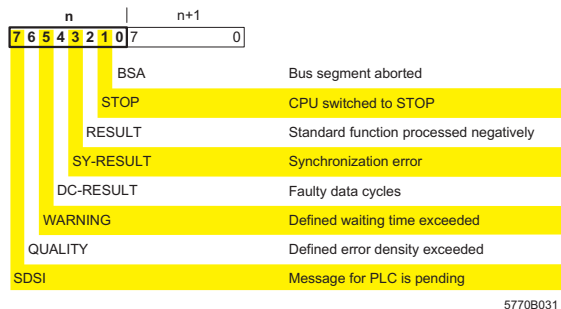 n n+1
7 6 5 4 3 2 1 0 7 0
BSA Bus segment aborted
STOP CPU switched to STOP
RESULT Standard function processed negatively
SY-RESULT Synchronization error
DC-RESULT Faulty data cycles
WARNING Defined waiting time exceeded
QUALITY Defined error density exceeded
SDSI Message for PLC is pending
5770B031